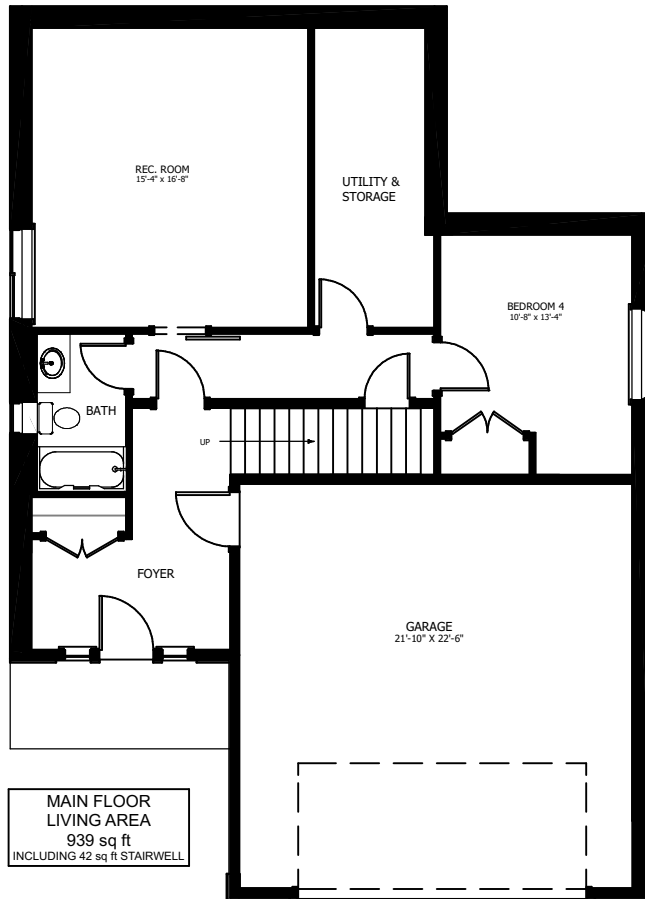 REC. ROOM
15'-4" x 16'-8"
UTILITY &
STORAGE
BEDROOM 4
10'-8" x 13'-4"
BATH
UP
FOYER
GARAGE
21'-10" X 22'-6"
MAIN FLOOR
LIVING AREA
939 sq ft
INCLUDING 42 sq ft STAIRWELL